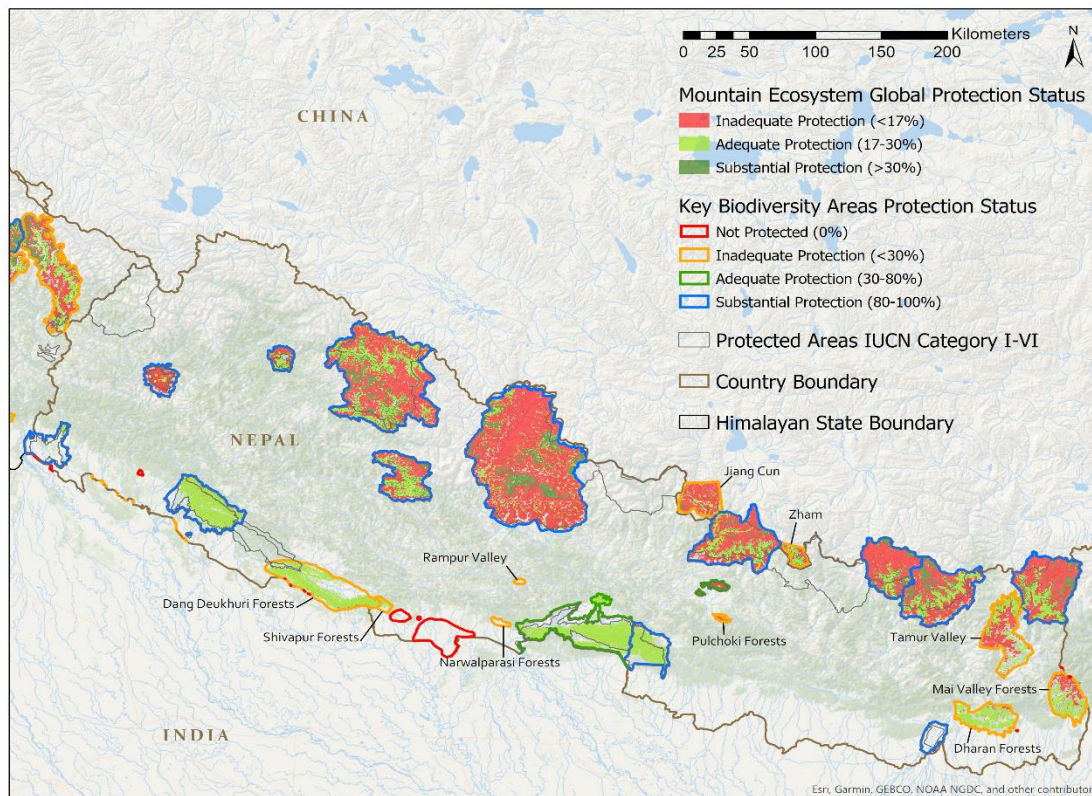 Kilometers
0 25 50 100 150 200
N
Mountain Ecosystem Global Protection Status
Inadequate Protection (<17%)
Adequate Protection (17-30%)
Substantial Protection (>30%)
Key Biodiversity Areas Protection Status
Not Protected (0%)
Inadequate Protection (<30%)
Adequate Protection (30-80%)
Substantial Protection (80-100%)
Protected Areas IUCN Category I-VI
Country Boundary
Himalayan State Boundary
CHINA
NEPAL
Jiang Cun
Zham
Rampur Valley
Dang Deukhuri Forests
Shivapur Forests
Narwalparasi Forests
Pulchoki Forests
Tamur Valley
Mai Valley Forests
Dharan Forests
INDIA
Esri, Garmin, GEBCO, NOAA NGDC, and other contributor